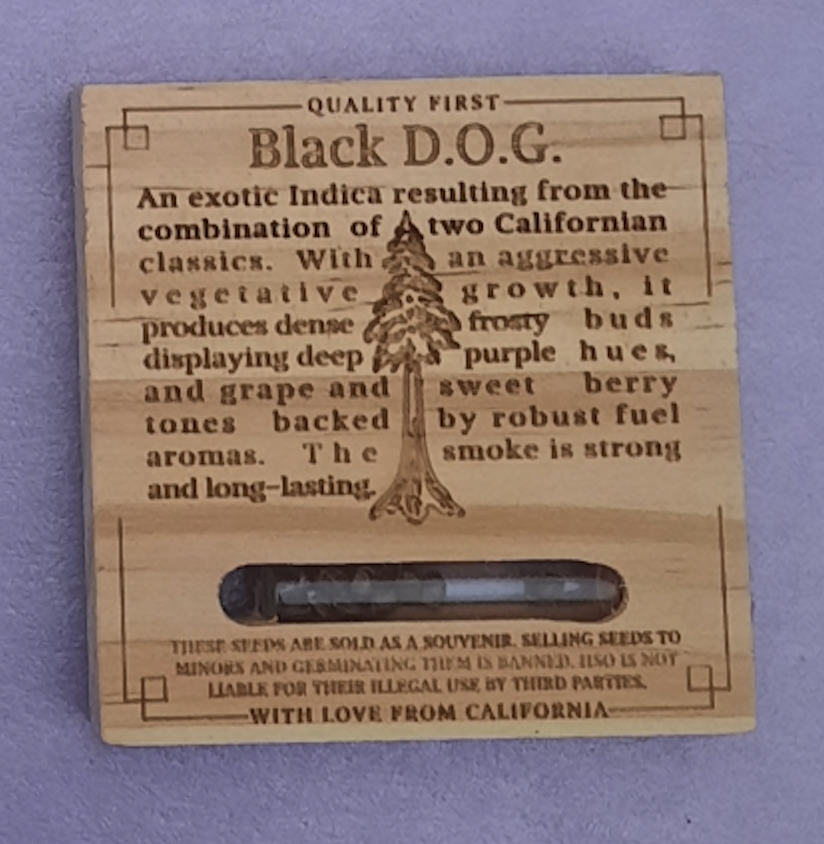 QUALITY FIRST
Black D.O.G.
An exotic Indica resulting from the
combination of two Californian
classics. With an aggressive
vegetative growth, it
produces dense frosty buds
displaying deep purple hues,
and grape and sweet berry
tones backed by robust fuel
aromas. The smoke is strong
and long-lasting.
THESE SEEDS ARE SOLD AS A SOUVENIR. SELLING SEEDS TO
MINORS AND GERMINATING THEM IS BANNED. HSO IS NOT
LIABLE FOR THEIR ILLEGAL USE BY THIRD PARTIES.
WITH LOVE FROM CALIFORNIA